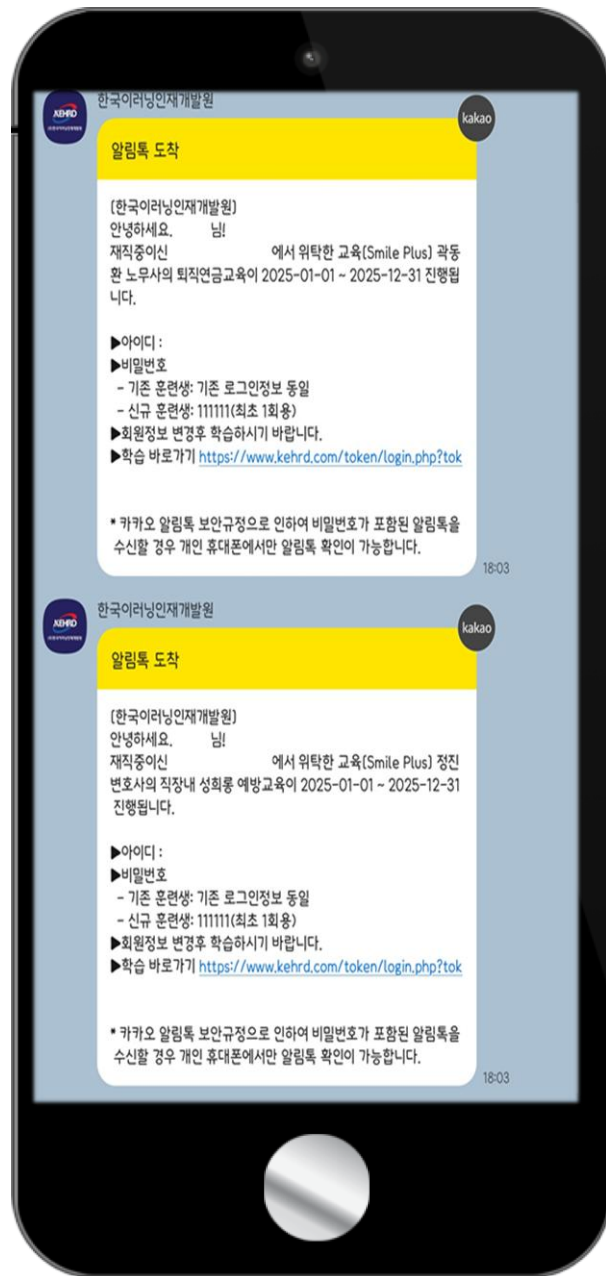 KEHRD
한국이러닝인재개발원
kakao
알림톡 도착
(한국이러닝인재개발원)
안녕하세요. 님!
재직중이신 에서 위탁한 교육(Smile Plus) 곽동
환 노무사의 퇴직연금교육이 2025-01-01 ~ 2025-12-31 진행됩
니다.
▶아이디 :
▶비밀번호
- 기존 훈련생: 기존 로그인정보 동일
- 신규 훈련생: 111111(최초 1회용)
▶회원정보 변경후 학습하시기 바랍니다.
▶학습 바로가기 https://www.kehrd.com/token/login.php?tok
* 카카오 알림톡 보안규정으로 인하여 비밀번호가 포함된 알림톡을
수신할 경우 개인 휴대폰에서만 알림톡 확인이 가능합니다.
18:03
KEHRD
한국이러닝인재개발원
kakao
알림톡 도착
(한국이러닝인재개발원)
안녕하세요. 님!
재직중이신 에서 위탁한 교육(Smile Plus) 정진
변호사의 직장내 성희롱 예방교육이 2025-01-01 ~ 2025-12-31
진행됩니다.
▶아이디 :
▶비밀번호
- 기존 훈련생: 기존 로그인정보 동일
- 신규 훈련생: 111111(최초 1회용)
▶회원정보 변경후 학습하시기 바랍니다.
▶학습 바로가기 https://www.kehrd.com/token/login.php?tok
* 카카오 알림톡 보안규정으로 인하여 비밀번호가 포함된 알림톡을
수신할 경우 개인 휴대폰에서만 알림톡 확인이 가능합니다.
18:03